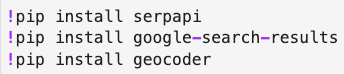 !pip install serpapi
!pip install google-search-results
!pip install geocoder